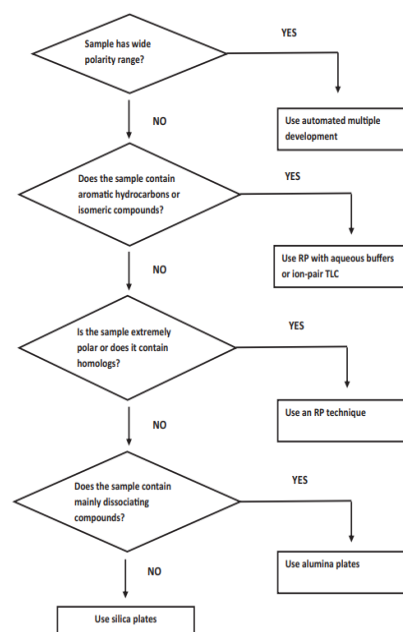 Sample has wide
polarity range?
YES
NO
Use automated multiple
development
Does the sample contain
aromatic hydrocarbons or
isomeric compounds?
YES
NO
Use RP with aqueous buffers
or ion-pair TLC
Is the sample extremely
polar or does it contain
homologs?
YES
NO
Use an RP technique
Does the sample contain
mainly dissociating
compounds?
YES
NO
Use alumina plates
Use silica plates